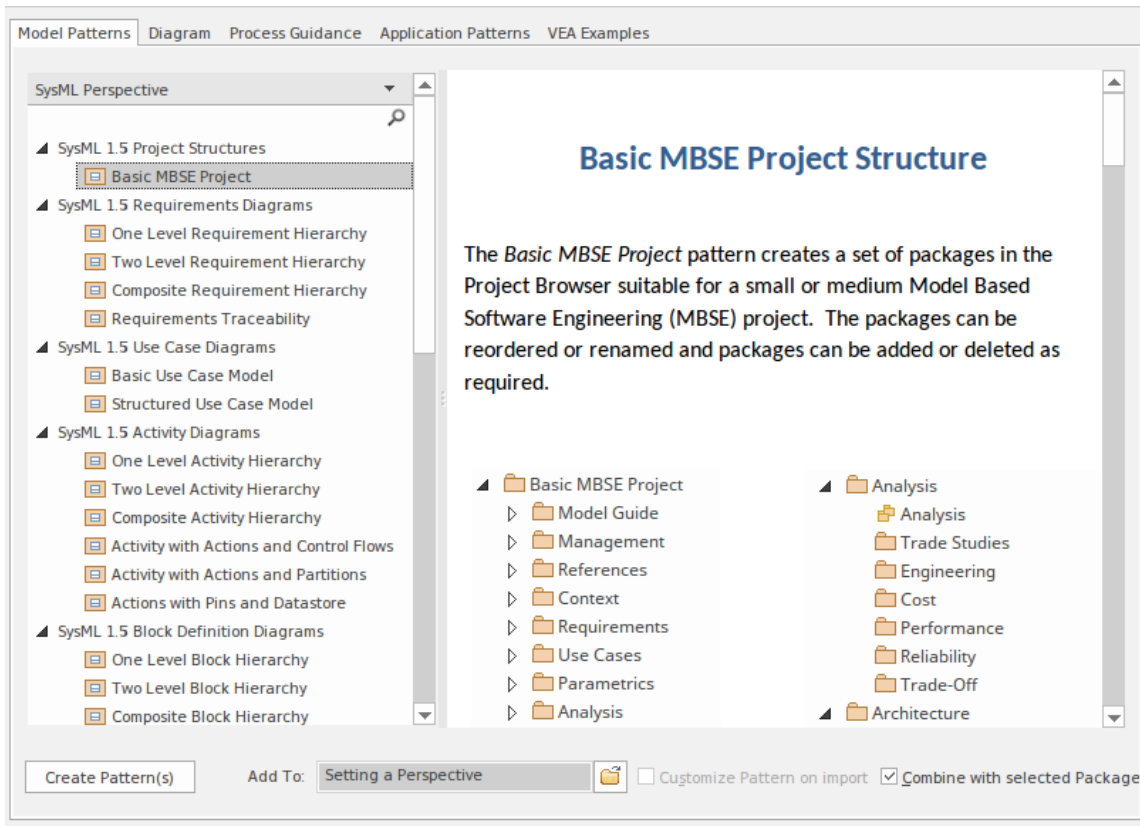 Model Patterns Diagram Process Guidance Application Patterns VEA Examples
SysML Perspective
SysML 1.5 Project Structures
Basic MBSE Project
SysML 1.5 Requirements Diagrams
One Level Requirement Hierarchy
Two Level Requirement Hierarchy
Composite Requirement Hierarchy
Requirements Traceability
SysML 1.5 Use Case Diagrams
Basic Use Case Model
Structured Use Case Model
SysML 1.5 Activity Diagrams
One Level Activity Hierarchy
Two Level Activity Hierarchy
Composite Activity Hierarchy
Activity with Actions and Control Flows
Activity with Actions and Partitions
Actions with Pins and Datastore
SysML 1.5 Block Definition Diagrams
One Level Block Hierarchy
Two Level Block Hierarchy
Composite Block Hierarchy
Basic MBSE Project Structure
The Basic MBSE Project pattern creates a set of packages in the
Project Browser suitable for a small or medium Model Based
Software Engineering (MBSE) project. The packages can be
reordered or renamed and packages can be added or deleted as
required.
Basic MBSE Project
Model Guide
Management
References
Context
Requirements
Use Cases
Parametrics
Analysis
Analysis
Analysis
Trade Studies
Engineering
Cost
Performance
Reliability
Trade-Off
Architecture
Create Pattern(s) Add To: Setting a Perspective Customize Pattern on import Combine with selected Package